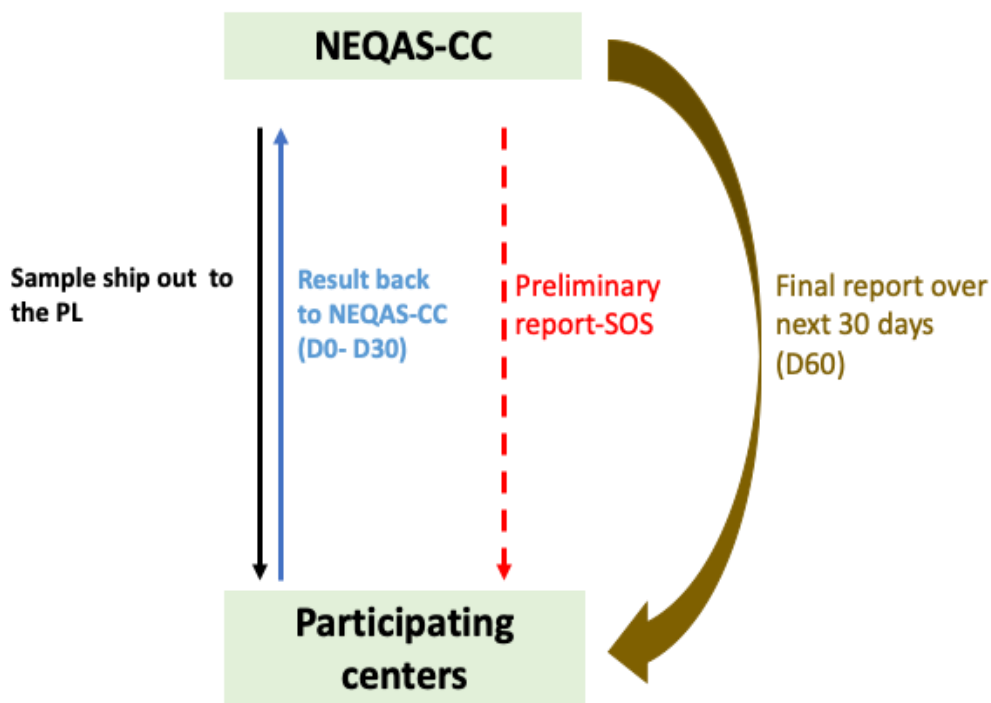 NEQAS-CC
Sample ship out to
the PL
Result back
to NEQAS-CC
(D0- D30)
Preliminary
report-SOS
Final report over
next 30 days
(D60)
Participating
centers